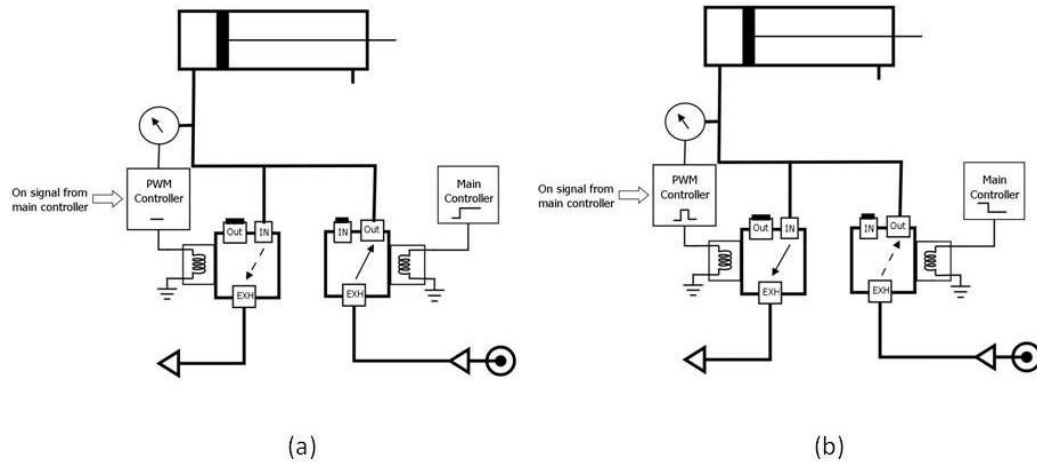 On signal from
main controller
PWM
Controller
Main
Controller
Out
IN
IN
Out
EXH
EXH
(a)
On signal from
main controller
PWM
Controller
Main
Controller
Out
IN
IN
Out
EXH
EXH
(b)